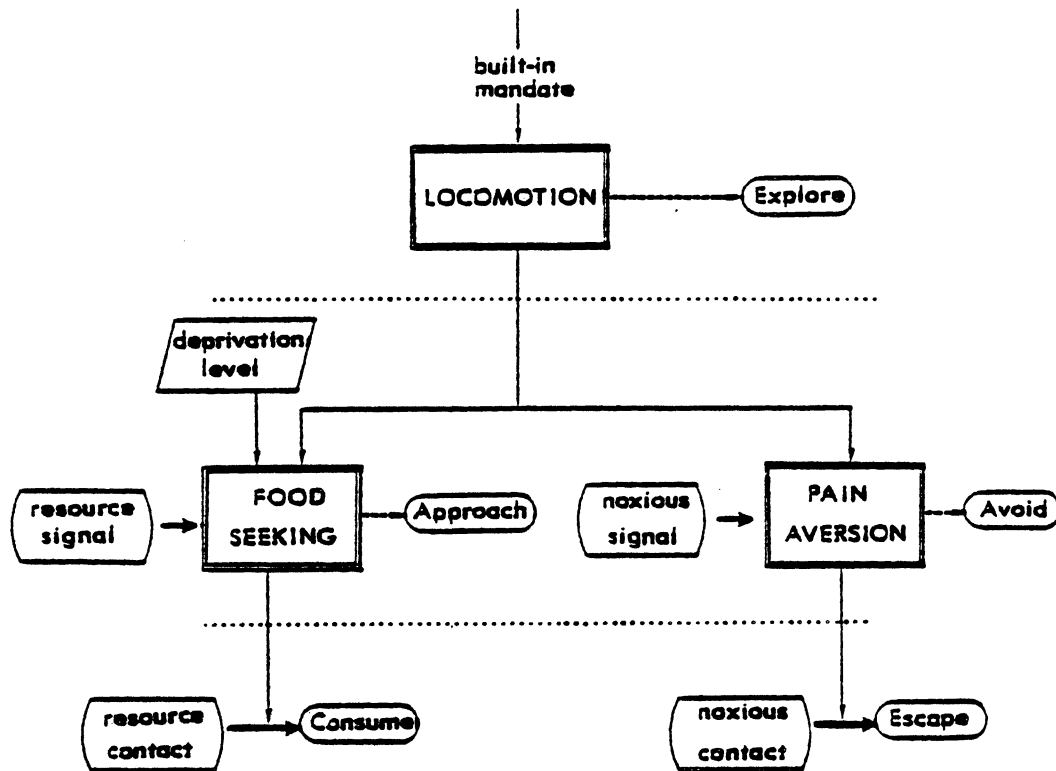 built-in
mandate
LOCOMOTION
Explore
deprivation
level
resource
signal
FOOD
SEEKING
Approach
noxious
signal
PAIN
AVERSION
Avoid
resource
contact
Consume
noxious
contact
Escape